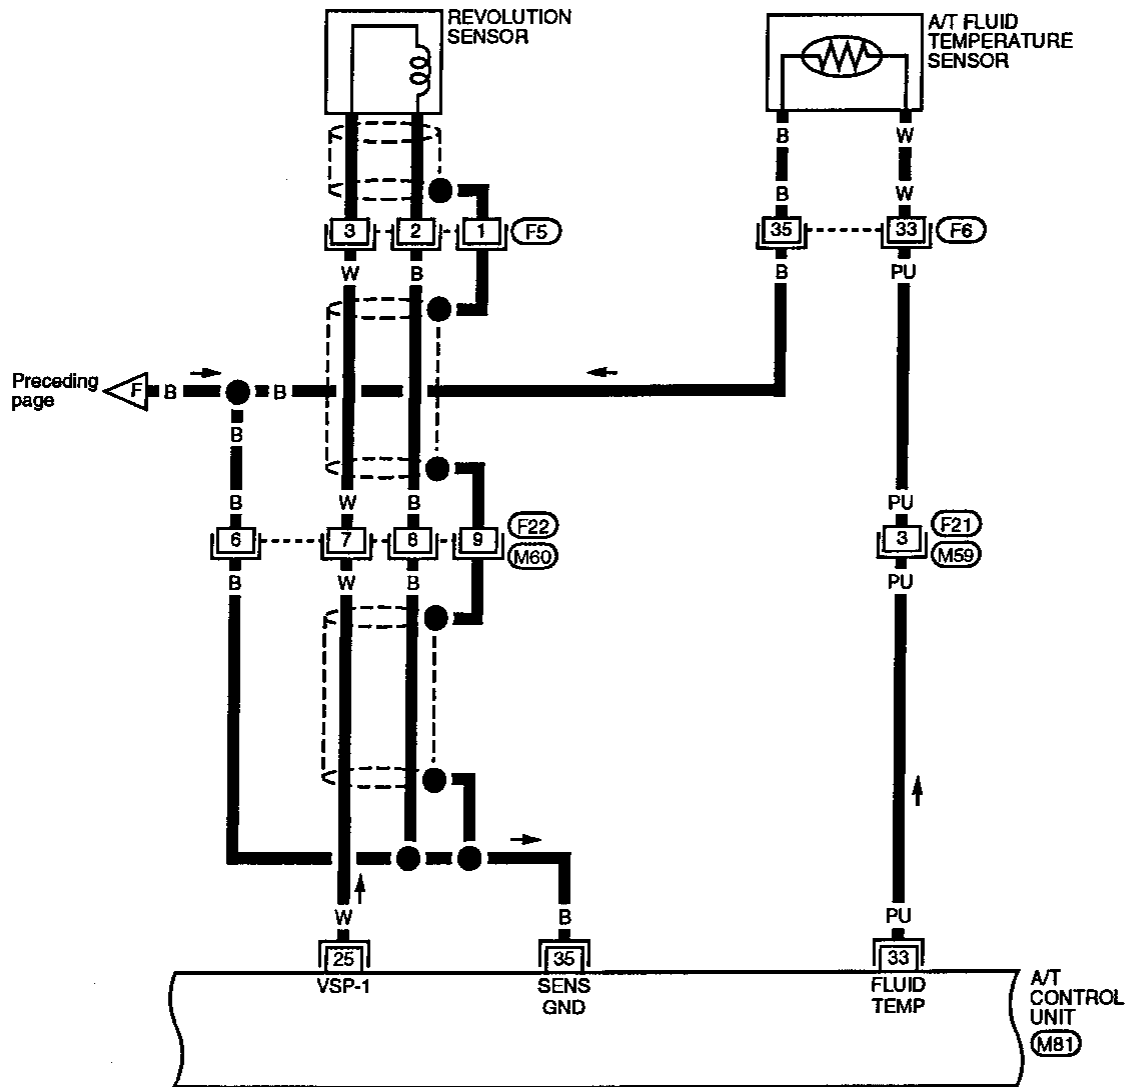 REVOLUTION
SENSOR
A/T FLUID
TEMPERATURE
SENSOR
B W
B W
3 2 1 F5 35 33 F6
W B B PU
Preceding
page
F B B
B
B W B PU
6 7 8 9 F22 3 F21
M60 M59
B W B PU
W B PU
25 35 33
VSP-1 SENS
GND FLUID
TEMP
A/T
CONTROL
UNIT
M81